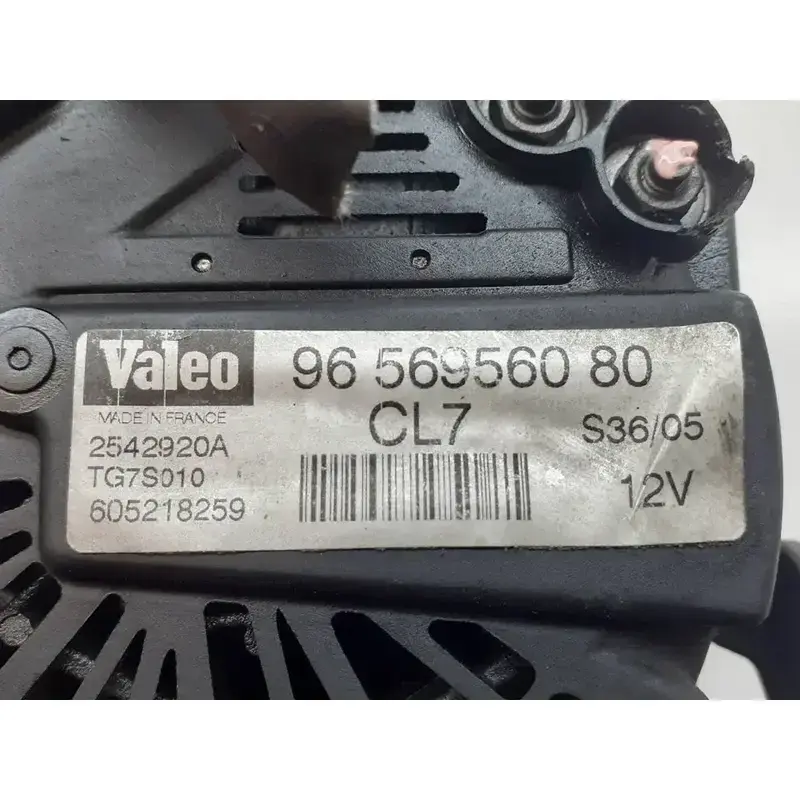 Valeo
96 569560 80
MADE IN FRANCE
CL7
S36/05
2542920A
TG7S010
12V
605218259